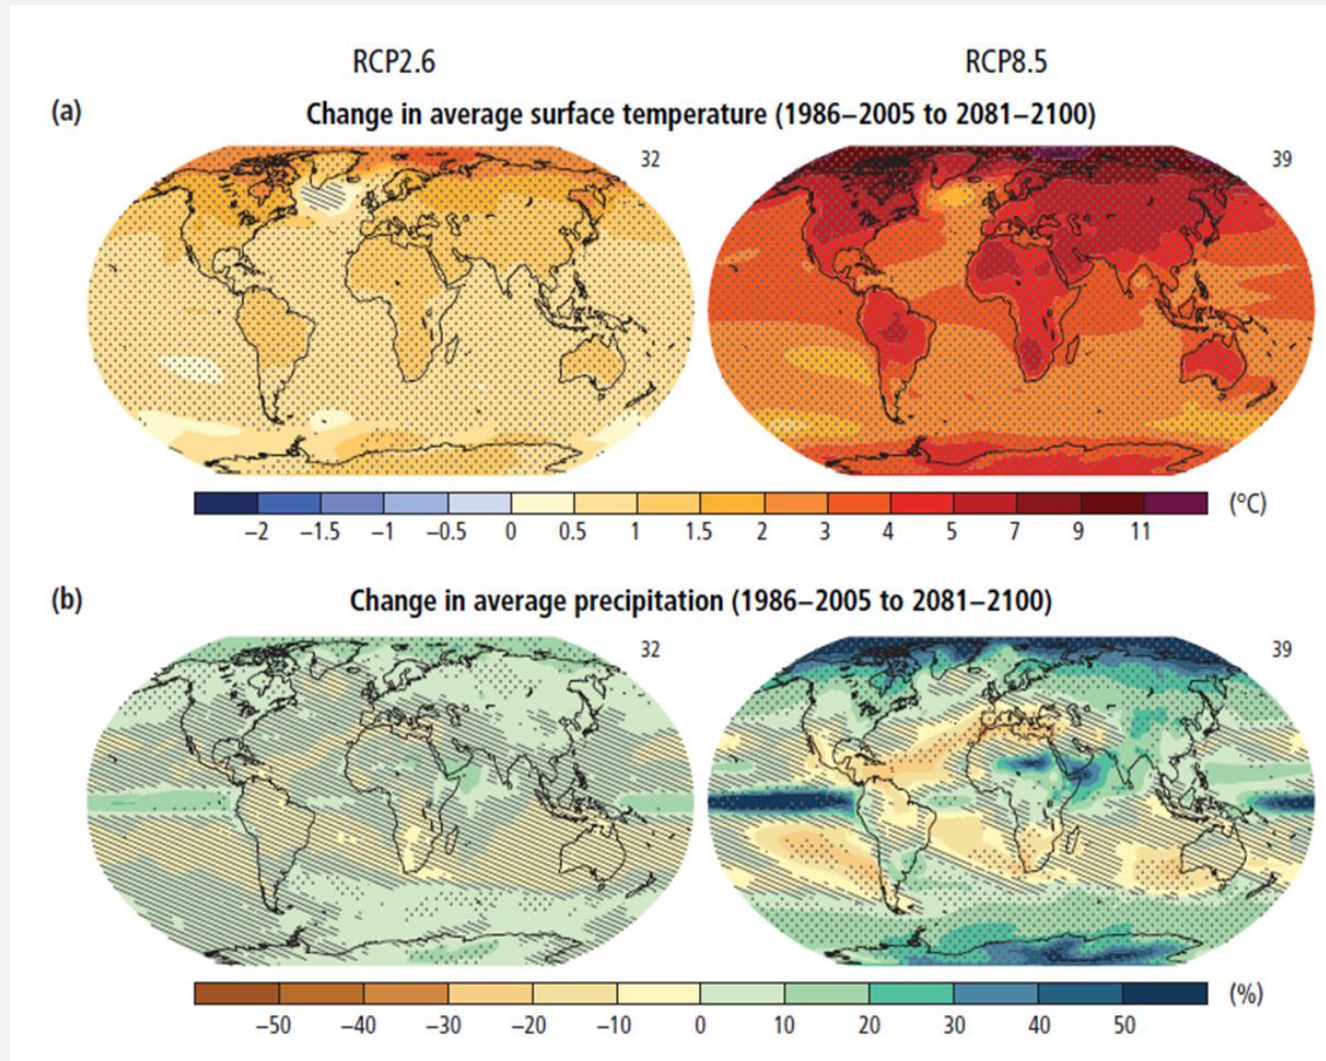 RCP2.6 RCP8.5
(a) Change in average surface temperature (1986–2005 to 2081–2100)
32 39
−2 −1.5 −1 −0.5 0 0.5 1 1.5 2 3 4 5 7 9 11 (°C)
(b) Change in average precipitation (1986–2005 to 2081–2100)
32 39
−50 −40 −30 −20 −10 0 10 20 30 40 50 (%)